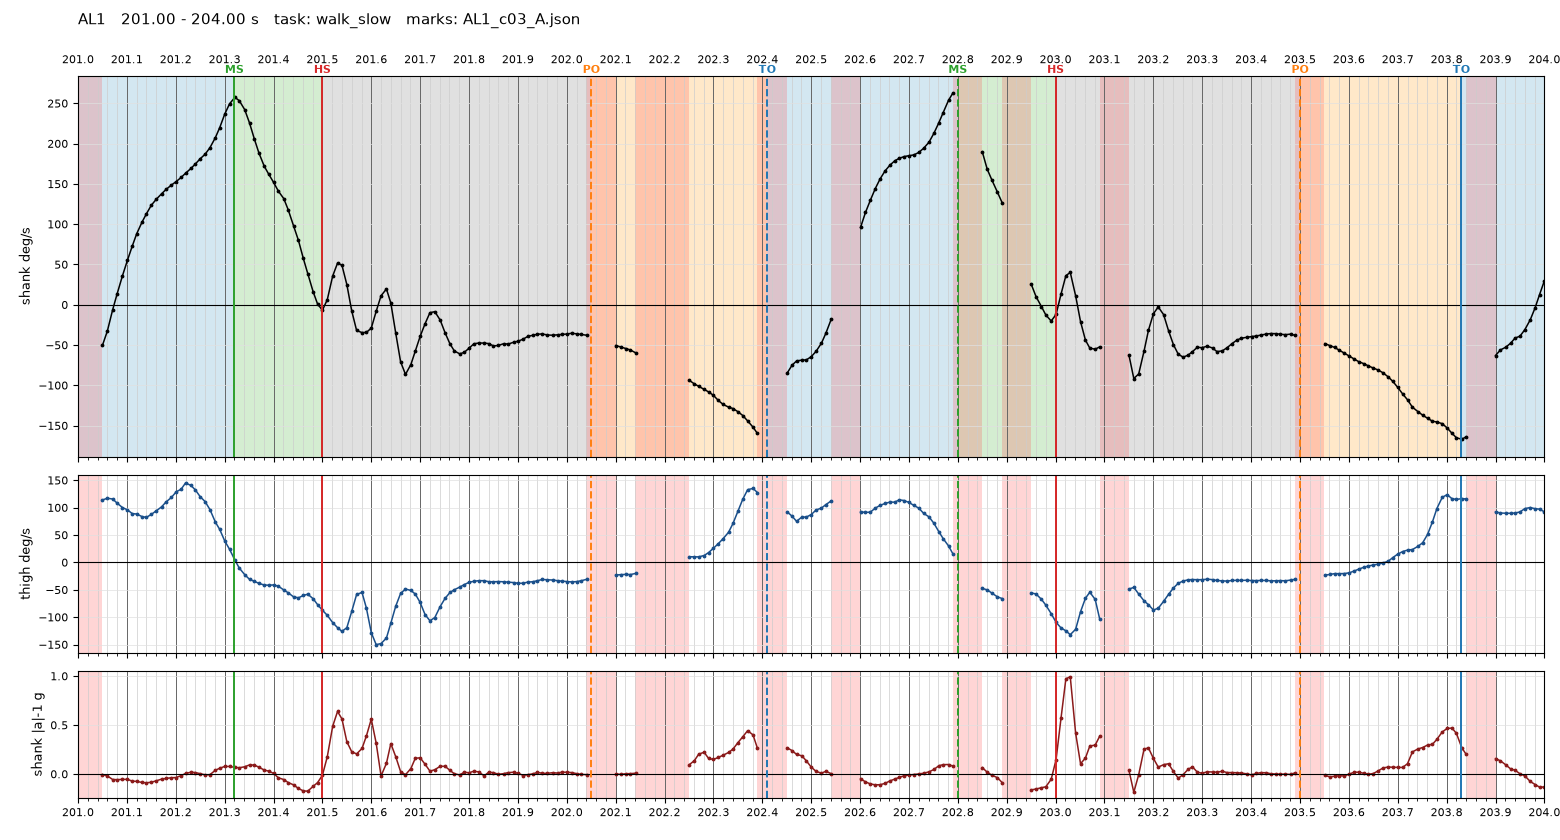 AL1 201.00 - 204.00 s task: walk_slow marks: AL1_c03_A.json
201.0 201.1 201.2 201.3 201.4 201.5 201.6 201.7 201.8 201.9 202.0 202.1 202.2 202.3 202.4 202.5 202.6 202.7 202.8 202.9 203.0 203.1 203.2 203.3 203.4 203.5 203.6 203.7 203.8 203.9 204.0
MS HS PO TO MS HS PO TO
shank deg/s
250
200
150
100
50
0
−50
−100
−150
thigh deg/s
150
100
50
0
−50
−100
−150
shank |a|-1 g
1.0
0.5
0.0
201.0 201.1 201.2 201.3 201.4 201.5 201.6 201.7 201.8 201.9 202.0 202.1 202.2 202.3 202.4 202.5 202.6 202.7 202.8 202.9 203.0 203.1 203.2 203.3 203.4 203.5 203.6 203.7 203.8 203.9 204.0